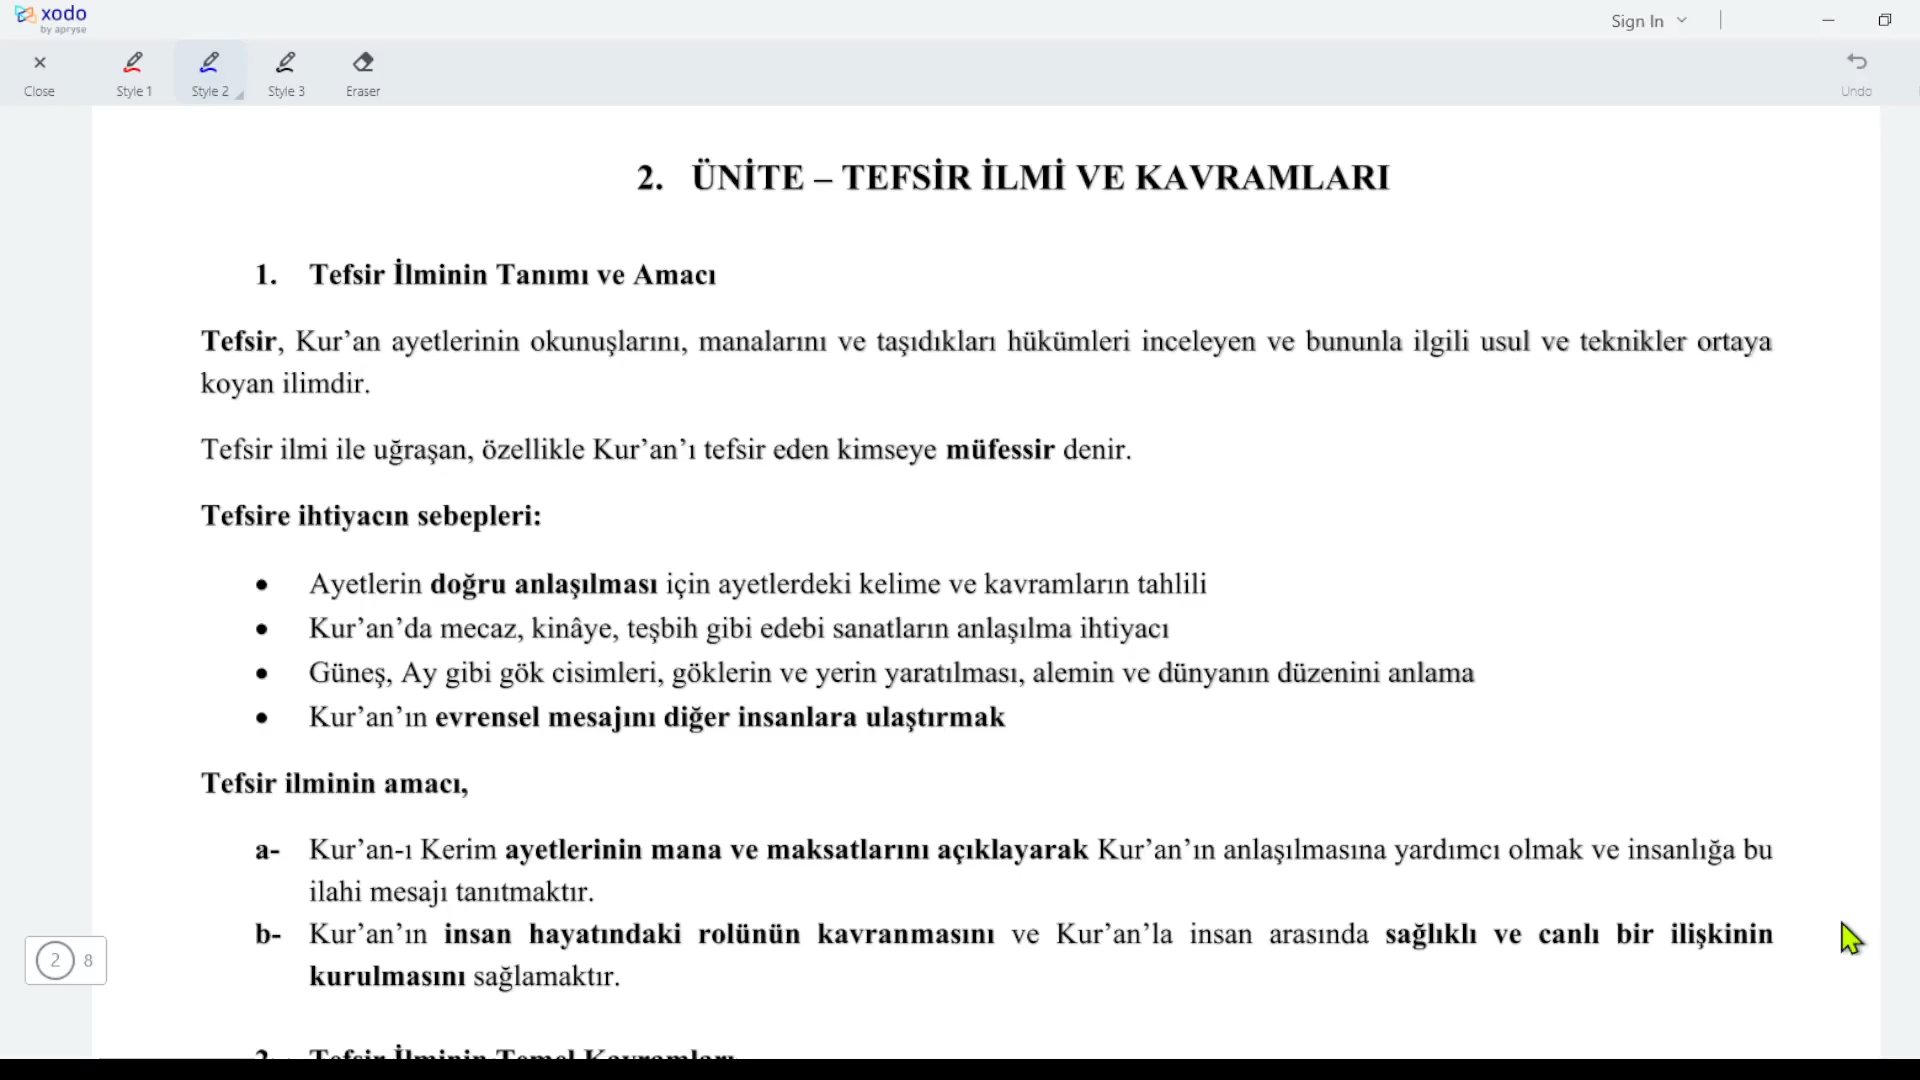 xodo
by apryse
Sign In
Close
Style 1
Style 2
Style 3
Eraser
Undo
2. ÜNİTE – TEFSİR İLMİ VE KAVRAMLARI
1. Tefsir İlminin Tanımı ve Amacı
Tefsir, Kur’an ayetlerinin okunuşlarını, manalarını ve taşıdıkları hükümleri inceleyen ve bununla ilgili usul ve teknikler ortaya
koyan ilimdir.
Tefsir ilmi ile uğraşan, özellikle Kur’an’ı tefsir eden kimseye müfessir denir.
Tefsire ihtiyacın sebepleri:
• Ayetlerin doğru anlaşılması için ayetlerdeki kelime ve kavramların tahlili
• Kur’an’da mecaz, kinâye, teşbih gibi edebi sanatların anlaşılma ihtiyacı
• Güneş, Ay gibi gök cisimleri, göklerin ve yerin yaratılması, alemin ve dünyanın düzenini anlama
• Kur’an’ın evrensel mesajını diğer insanlara ulaştırmak
Tefsir ilminin amacı,
a- Kur’an-ı Kerim ayetlerinin mana ve maksatlarını açıklayarak Kur’an’ın anlaşılmasına yardımcı olmak ve insanlığa bu
ilahi mesajı tanıtmaktır.
b- Kur’an’ın insan hayatındaki rolünün kavranmasını ve Kur’an’la insan arasında sağlıklı ve canlı bir ilişkinin
kurulmasını sağlamaktır.
2 8
2. Tefsir İlminin Temel Kavramları